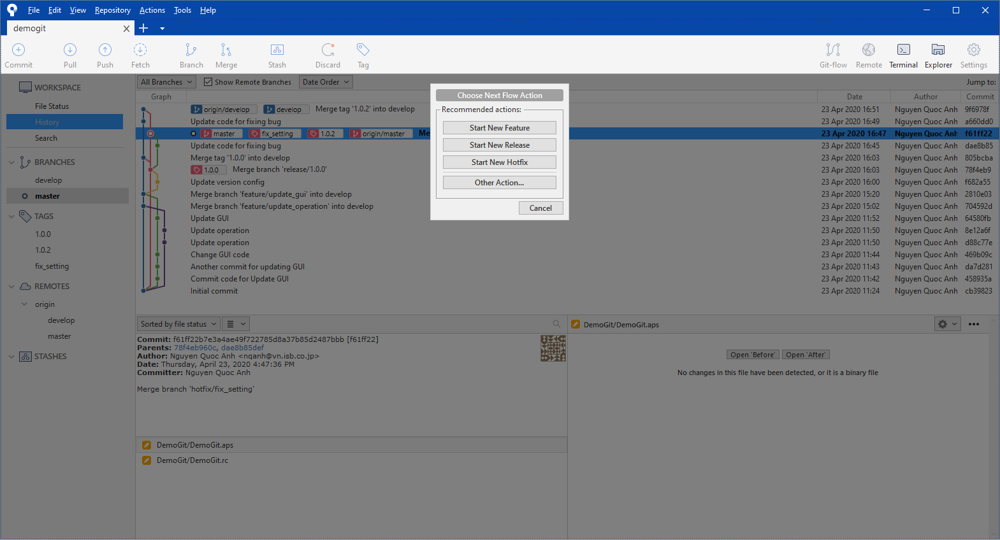 File Edit View Repository Actions Tools Help
demogit
Commit Pull Push Fetch Branch Merge Stash Discard Tag Git-flow Remote Terminal Explorer Settings
WORKSPACE
File Status
History
Search
BRANCHES
develop
master
TAGS
1.0.0
1.0.2
fix_setting
REMOTES
origin
develop
master
STASHES
All Branches Show Remote Branches Date Order Jump to:
Graph Date Author Commit
origin/develop develop Merge tag '1.0.2' into develop 23 Apr 2020 16:51 Nguyen Quoc Anh 9f6978f
Update code for fixing bug 23 Apr 2020 16:49 Nguyen Quoc Anh a660dd0
master fix_setting 1.0.2 origin/master Me 23 Apr 2020 16:47 Nguyen Quoc Anh f61ff22
Update code for fixing bug 23 Apr 2020 16:45 Nguyen Quoc Anh dae8b85
Merge tag '1.0.0' into develop 23 Apr 2020 16:03 Nguyen Quoc Anh 805bcba
1.0.0 Merge branch 'release/1.0.0' 23 Apr 2020 16:03 Nguyen Quoc Anh 78f4eb9
Update version config 23 Apr 2020 16:00 Nguyen Quoc Anh f682a55
Merge branch 'feature/update_gui' into develop 23 Apr 2020 15:20 Nguyen Quoc Anh 2810e03
Merge branch 'feature/update_operation' into develop 23 Apr 2020 15:02 Nguyen Quoc Anh 704592d
Update GUI 23 Apr 2020 11:52 Nguyen Quoc Anh 64580fb
Update operation 23 Apr 2020 11:50 Nguyen Quoc Anh 8e12a6f
Update operation 23 Apr 2020 11:50 Nguyen Quoc Anh d88c77e
Change GUI code 23 Apr 2020 11:44 Nguyen Quoc Anh 469b09c
Another commit for updating GUI 23 Apr 2020 11:43 Nguyen Quoc Anh da7d281
Commit code for Update GUI 23 Apr 2020 11:42 Nguyen Quoc Anh 458935a
Initial commit 23 Apr 2020 11:24 Nguyen Quoc Anh cb39823
Choose Next Flow Action
Recommended actions:
Start New Feature
Start New Release
Start New Hotfix
Other Action...
Cancel
Sorted by file status
Commit: f61ff22b7e3a4ae49f722785d8a37b85d2487bbb [f61ff22]
Parents: 78f4eb960c, dae8b85def
Author: Nguyen Quoc Anh <nqanh@vn.isb.co.jp>
Date: Thursday, April 23, 2020 4:47:36 PM
Committer: Nguyen Quoc Anh
Merge branch 'hotfix/fix_setting'
DemoGit/DemoGit.aps
DemoGit/DemoGit.rc
DemoGit/DemoGit.aps
Open 'Before' Open 'After'
No changes in this file have been detected, or it is a binary file